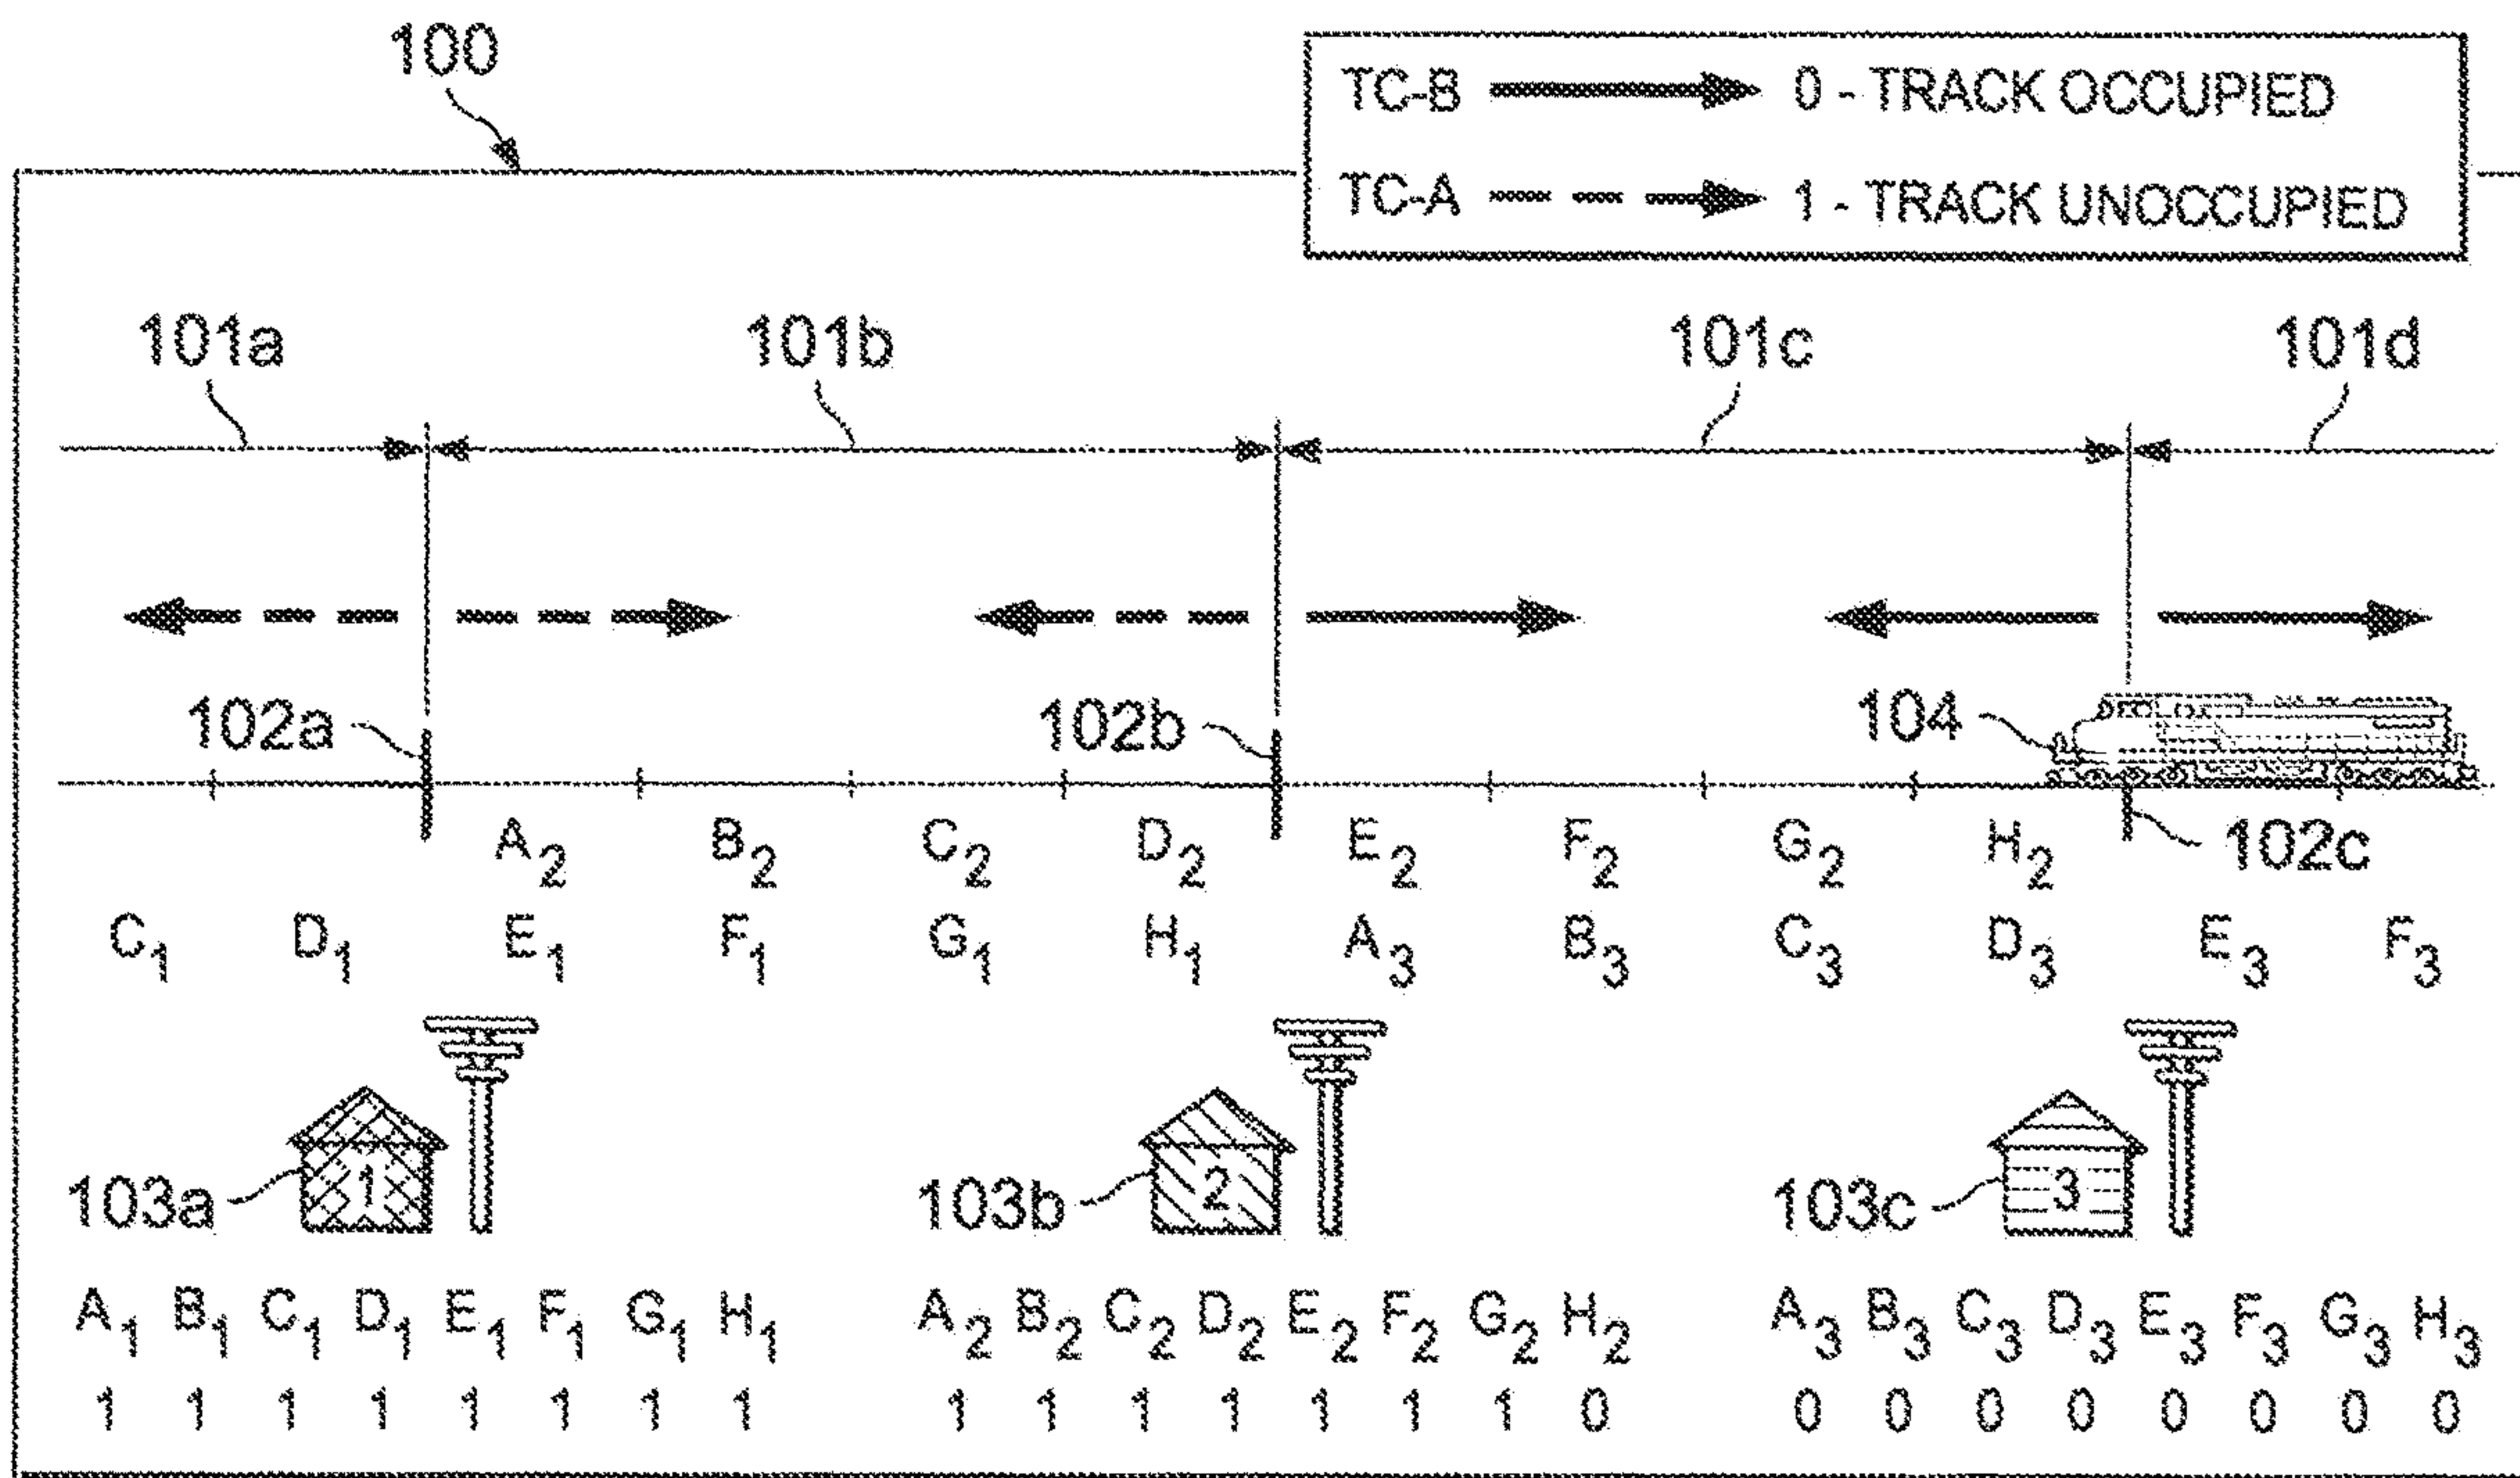 100
TC-B 0 - TRACK OCCUPIED
TC-A 1 - TRACK UNOCCUPIED
101a 101b 101c 101d
102a 102b 104
A2 B2 C2 D2 E2 F2 G2 H2 102c
C1 D1 E1 F1 G1 H1 A3 B3 C3 D3 E3 F3
103a 1 103b 2 103c 3
A1 B1 C1 D1 E1 F1 G1 H1 A2 B2 C2 D2 E2 F2 G2 H2 A3 B3 C3 D3 E3 F3 G3 H3
1 1 1 1 1 1 1 1 1 1 1 1 1 1 1 0 0 0 0 0 0 0 0 0